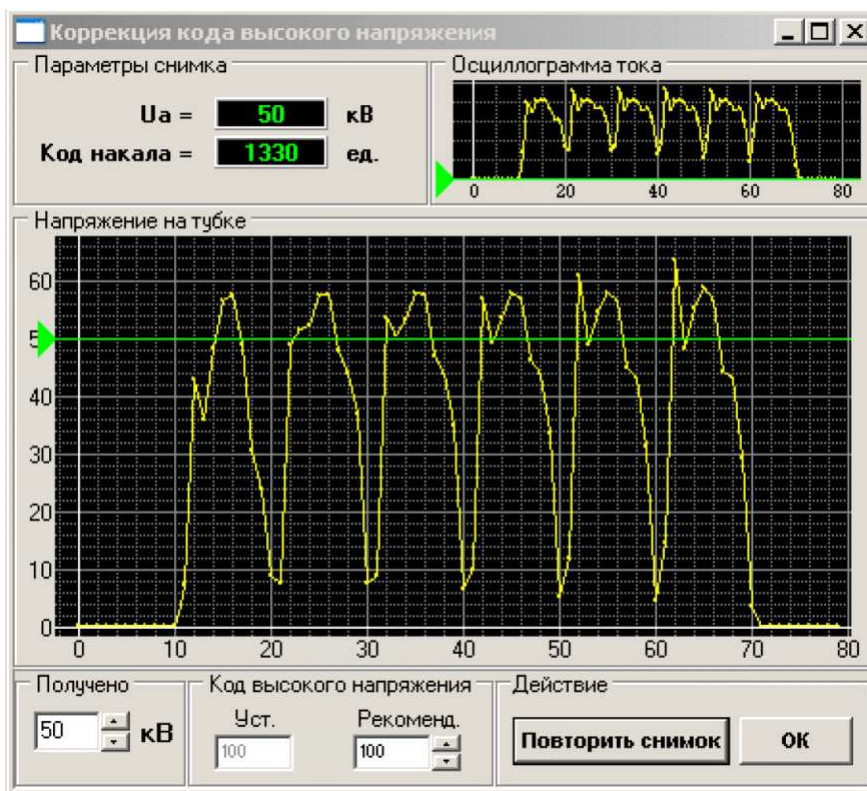 Коррекция кода высокого напряжения
Параметры снимка
Ua = 50 кВ
Код накала = 1330 ед.
Осциллограмма тока
0 20 40 60 80
Напряжение на тубке
60
50
40
30
20
10
0
0 10 20 30 40 50 60 70 80
Получено
50 кВ
Код высокого напряжения
Уст. Рекоменд.
100 100
Действие
Повторить снимок ОК